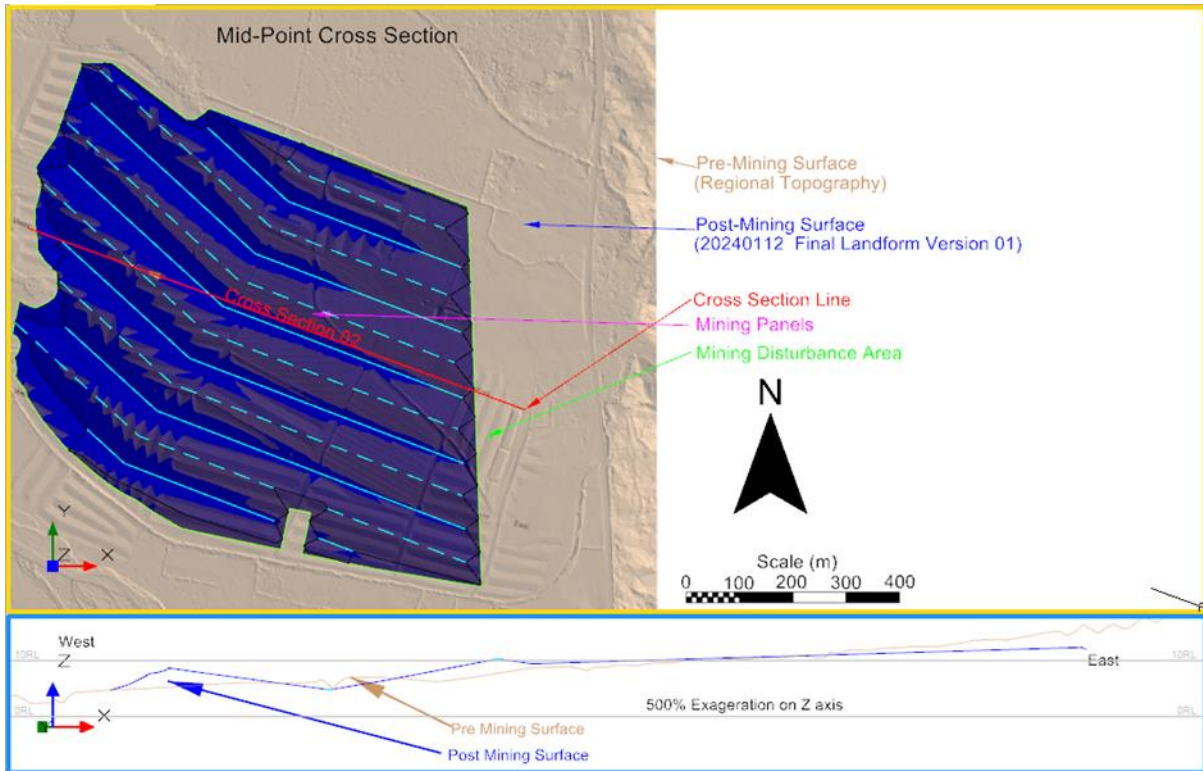 Mid-Point Cross Section
Pre-Mining Surface
(Regional Topography)
Post-Mining Surface
(20240112 Final Landform Version 01)
Cross Section Line
Mining Panels
Mining Disturbance Area
Cross Section 02
N
Y
Z
X
Scale (m)
0 100 200 300 400
West
Z
10RL
10RL
East
X
0RL
0RL
500% Exageration on Z axis
Pre Mining Surface
Post Mining Surface